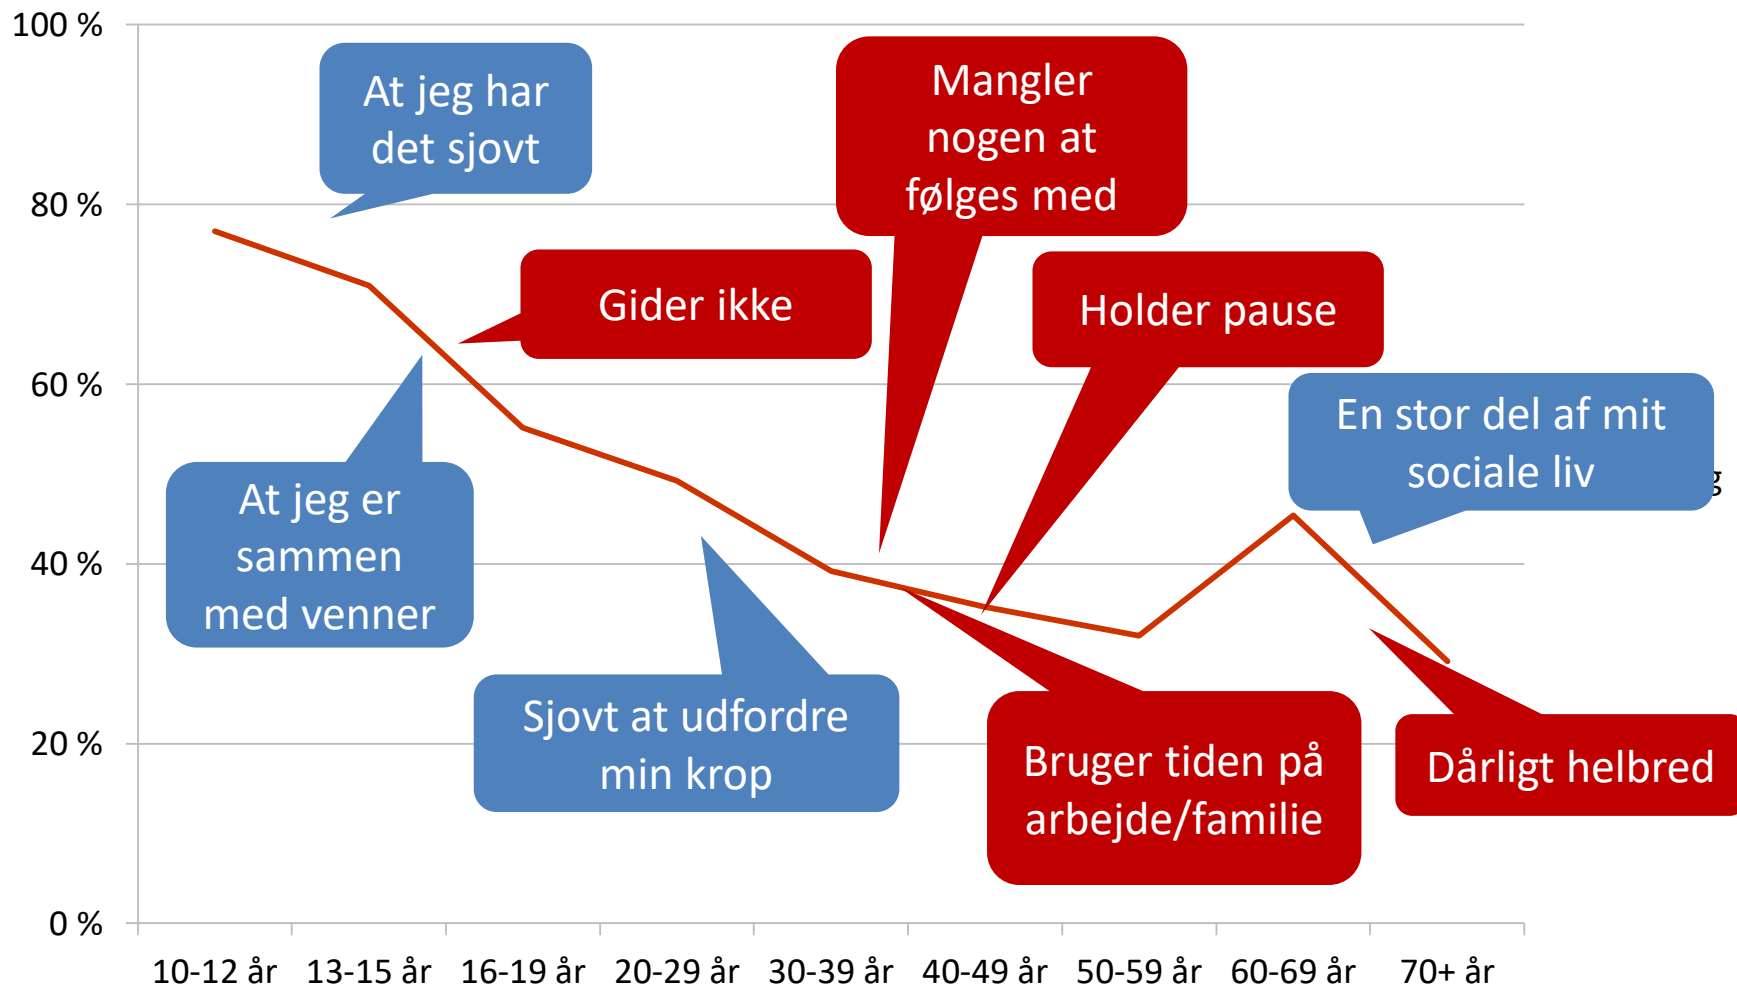 100 %
80 %
60 %
40 %
20 %
0 %
At jeg har
det sjovt
Mangler
nogen at
følges med
Gider ikke
Holder pause
En stor del af mit
sociale liv
At jeg er
sammen
med venner
Sjovt at udfordre
min krop
Bruger tiden på
arbejde/familie
Dårligt helbred
10-12 år
13-15 år
16-19 år
20-29 år
30-39 år
40-49 år
50-59 år
60-69 år
70+ år